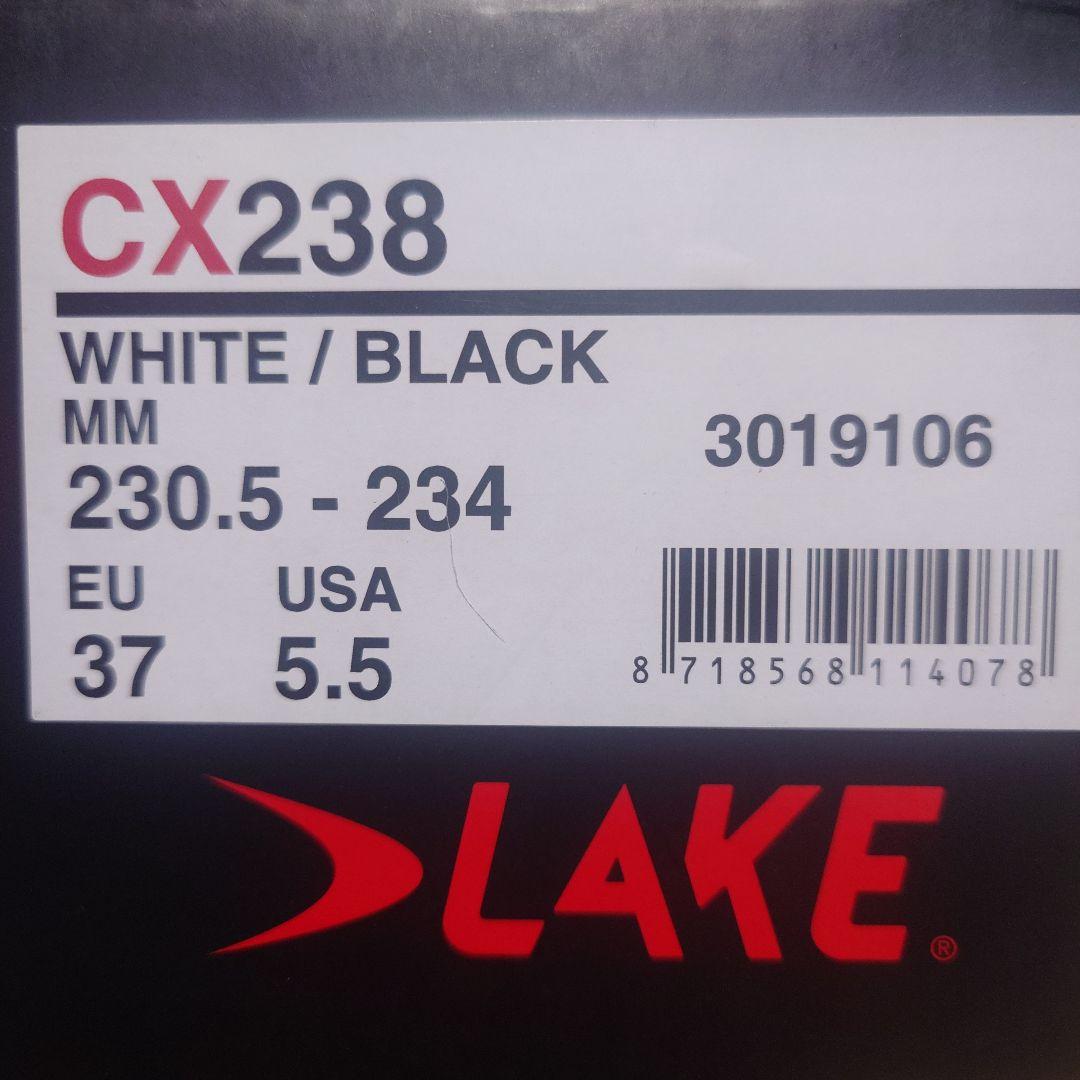 CX238
WHITE / BLACK
MM
3019106
230.5 - 234
EU USA
37 5.5
8 718568 114078
LAKE®